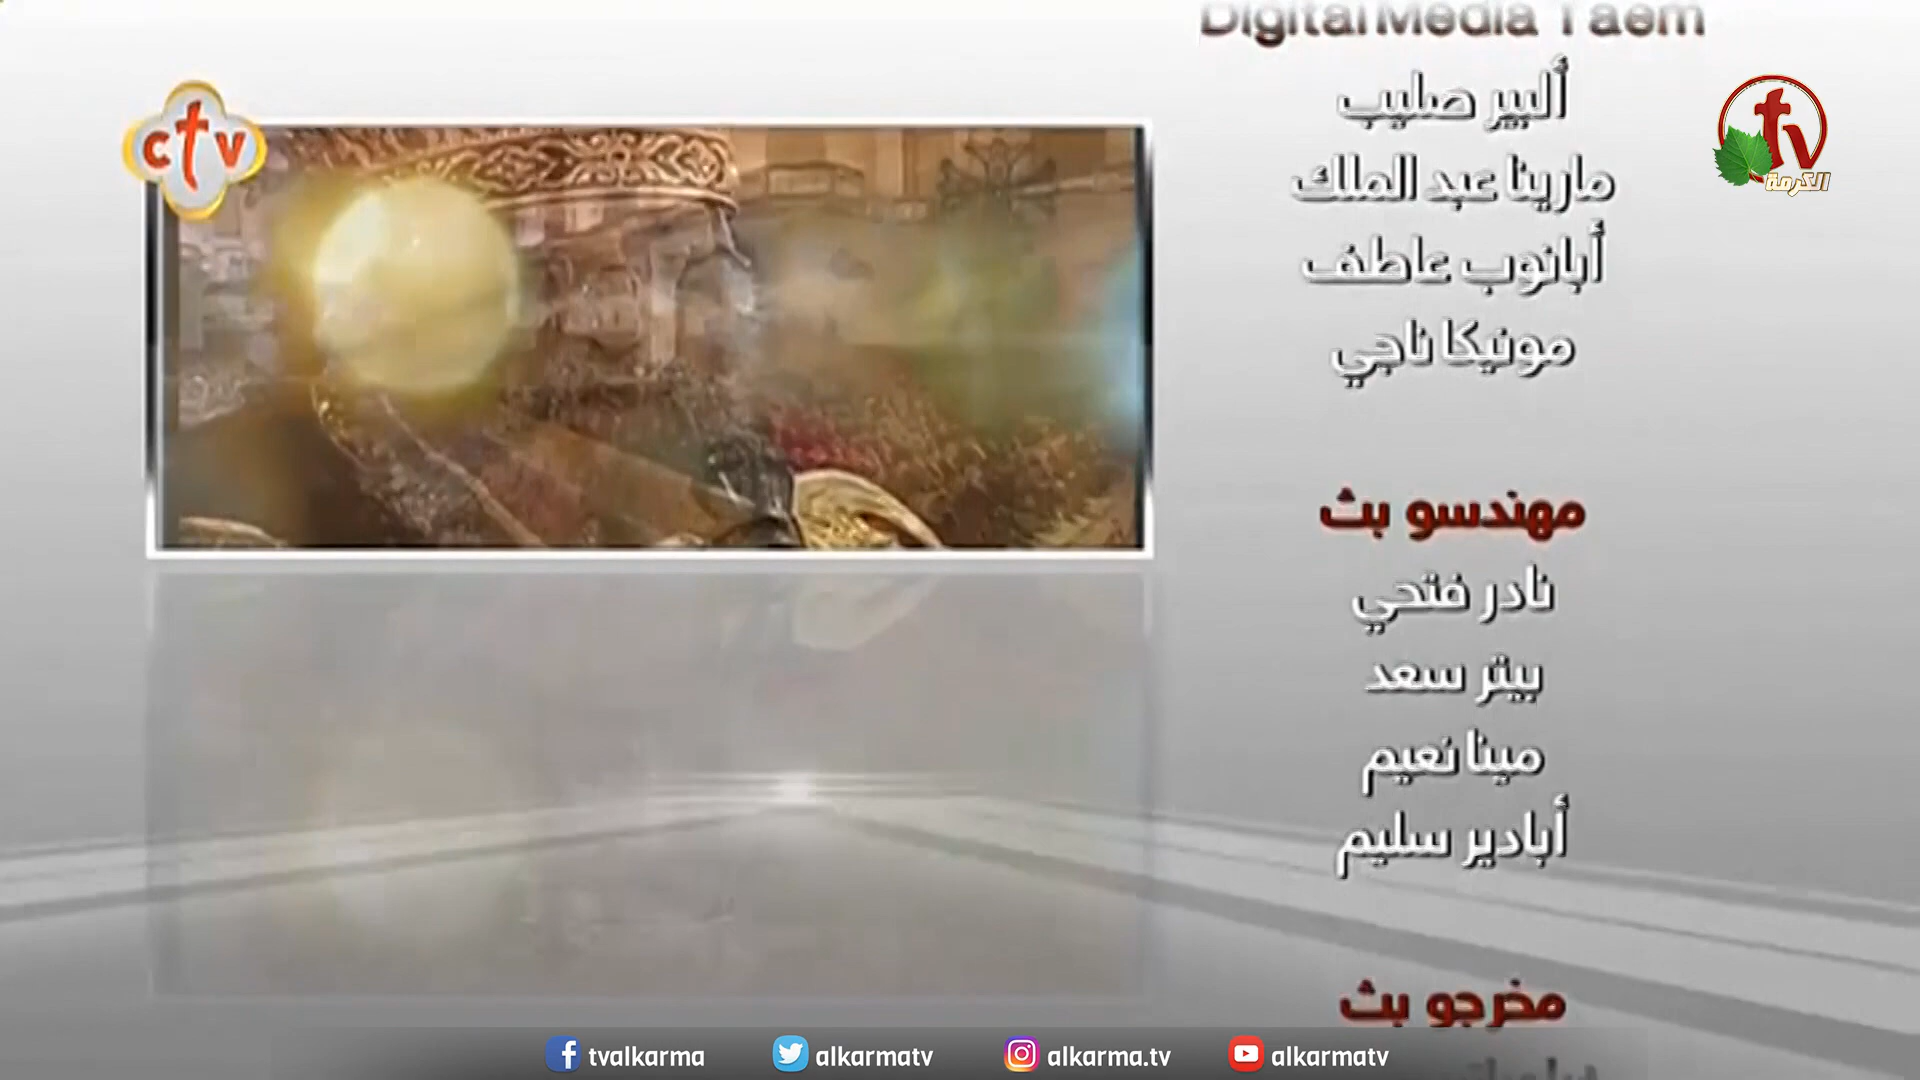 Digital Media Taem
ctv
tv
الكرمة
ألبير صليب
مارينا عبد الملك
أبانوب عاطف
مونيكا ناجي
مهندسو بث
نادر فتحي
بيتر سعد
مينا نعيم
أبادير سليم
مخرجو بث
tvalkarma
alkarmatv
alkarma.tv
alkarmatv